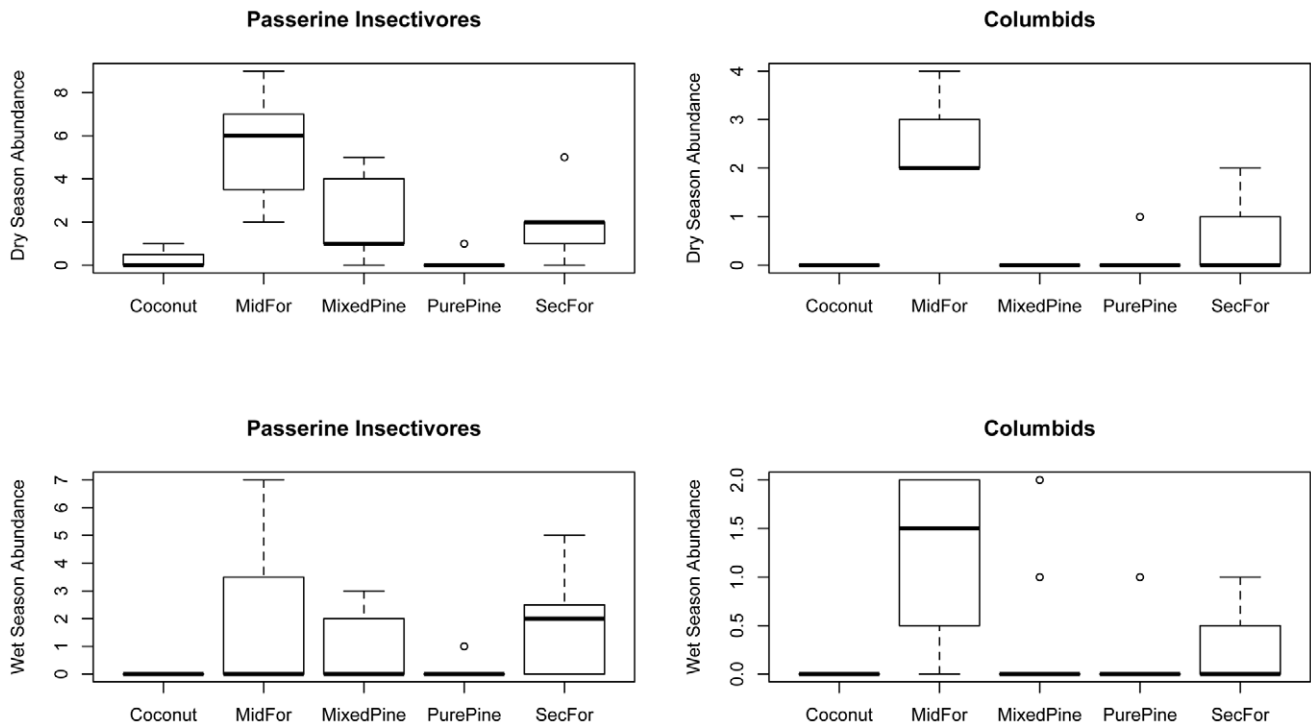 Passerine Insectivores
Dry Season Abundance
8
6
4
2
0
Coconut MidFor MixedPine PurePine SecFor
Columbids
Dry Season Abundance
4
3
2
1
0
Coconut MidFor MixedPine PurePine SecFor
Passerine Insectivores
Wet Season Abundance
7
6
5
4
3
2
1
0
Coconut MidFor MixedPine PurePine SecFor
Columbids
Wet Season Abundance
2.0
1.5
1.0
0.5
0.0
Coconut MidFor MixedPine PurePine SecFor